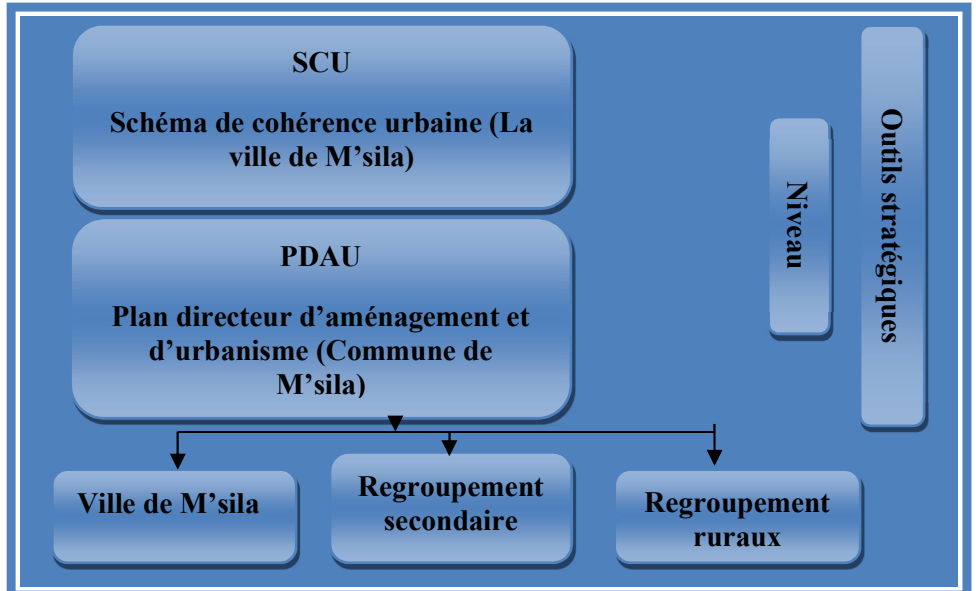 SCU
Schéma de cohérence urbaine (La
ville de M’sila)
PDAU
Plan directeur d’aménagement et
d’urbanisme (Commune de
M’sila)
Niveau
Outils stratégiques
Ville de M’sila
Regroupement
secondaire
Regroupement
ruraux